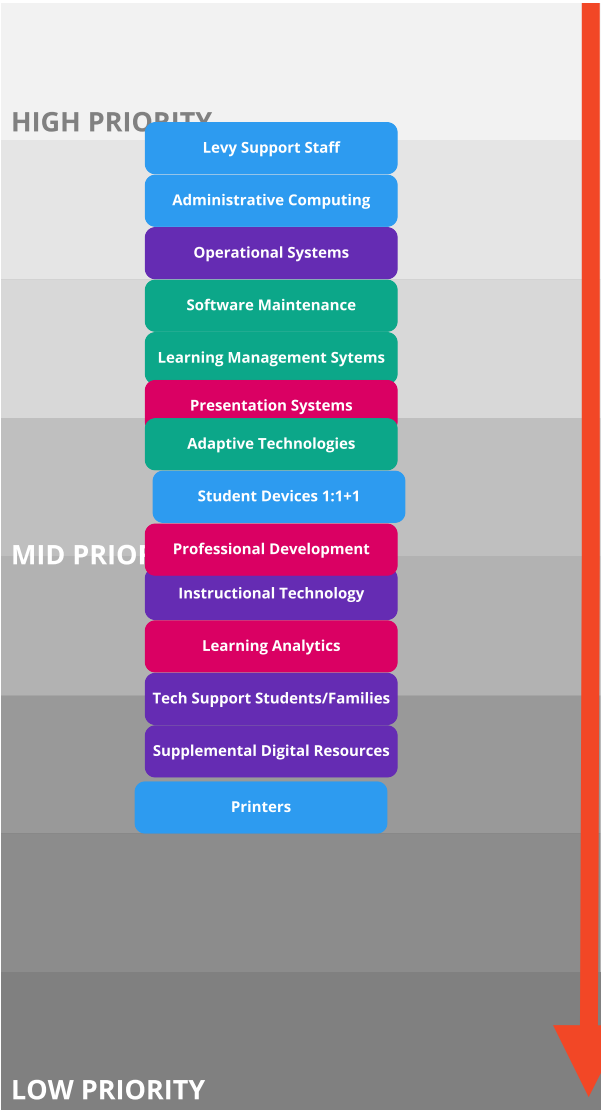 HIGH PRIORITY
Levy Support Staff
Administrative Computing
Operational Systems
Software Maintenance
Learning Management Sytems
Presentation Systems
Adaptive Technologies
Student Devices 1:1+1
MID PRIOR
Professional Development
Instructional Technology
Learning Analytics
Tech Support Students/Families
Supplemental Digital Resources
Printers
LOW PRIORITY